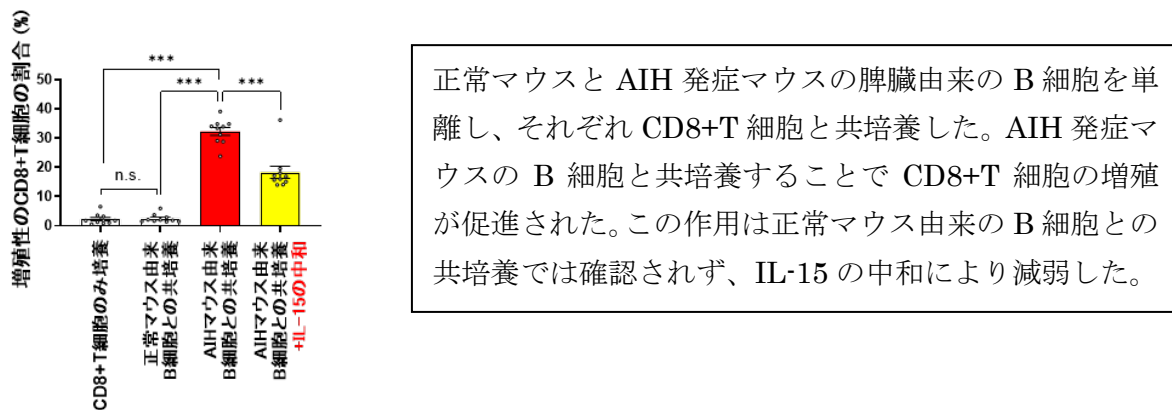 増殖性のCD8+T細胞の割合 (%)
50
40
30
20
10
0
***
***
***
n.s.
CD8+T細胞のみ培養
正常マウス由来
B細胞との共培養
AIHマウス由来
B細胞との共培養
AIHマウス由来
B細胞との共培養
+IL-15の中和
正常マウスと AIH 発症マウスの脾臓由来の B 細胞を単
離し、それぞれ CD8+T 細胞と共培養した。AIH 発症マ
ウスの B 細胞と共培養することで CD8+T 細胞の増殖
が促進された。この作用は正常マウス由来の B 細胞との
共培養では確認されず、IL-15 の中和により減弱した。